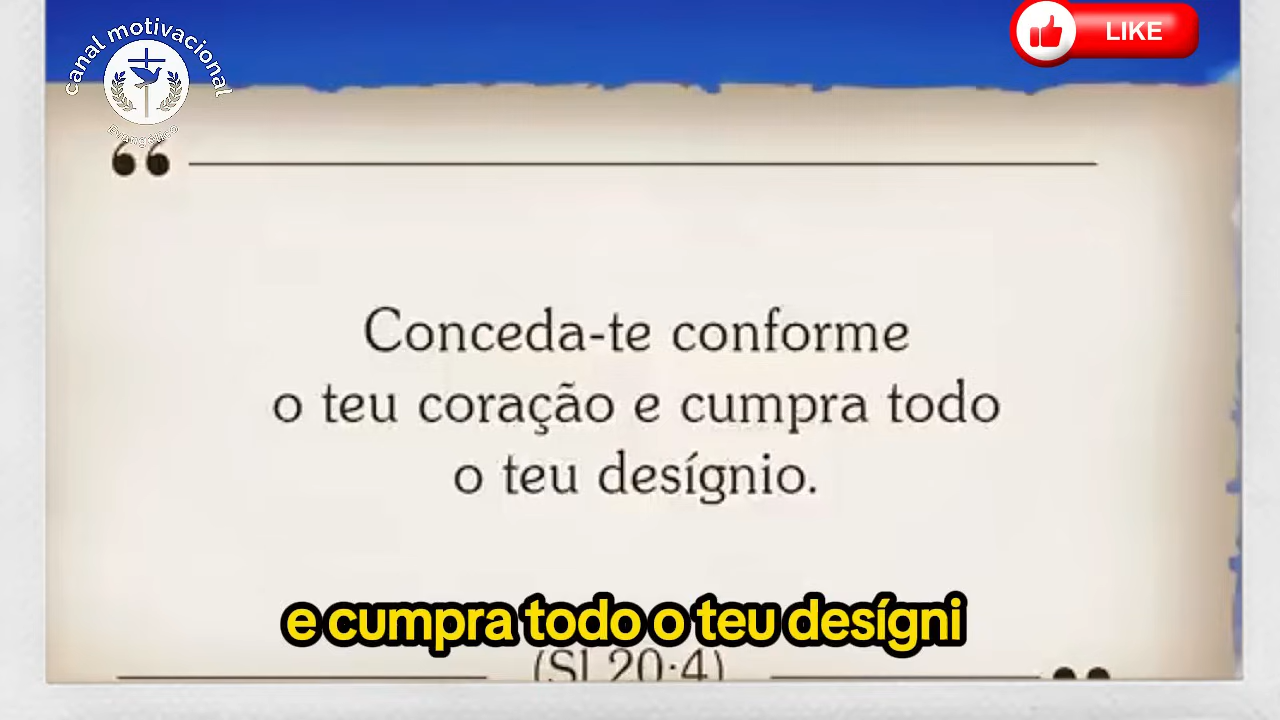 canal motivacional
evangélico
LIKE
Conceda-te conforme
o teu coração e cumpra todo
o teu desígnio.
e cumpra todo o teu desígni
(Sl 20:4)